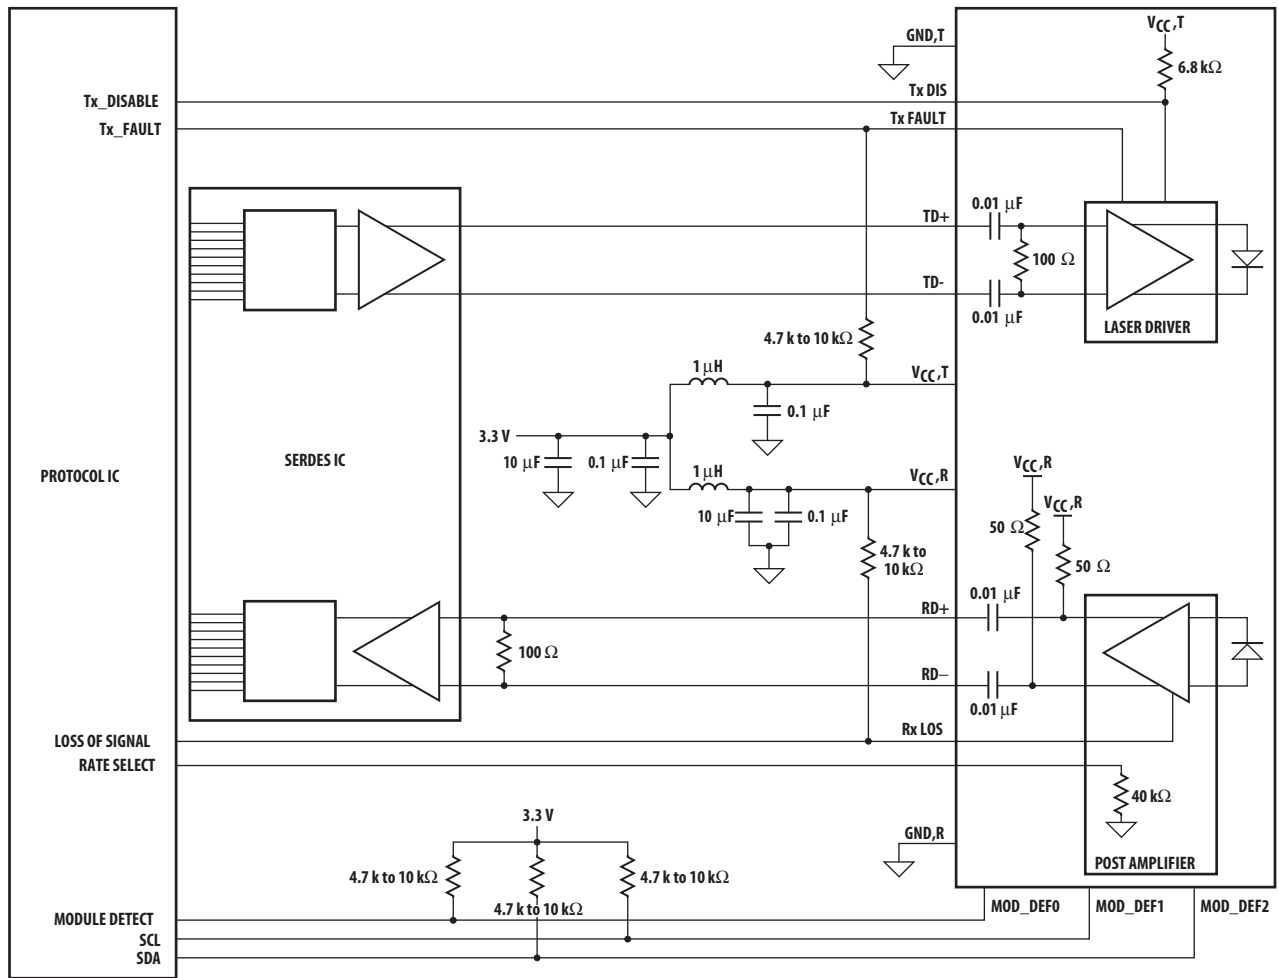 VCC,T
GND,T
6.8 kΩ
Tx_DISABLE
Tx DIS
Tx_FAULT
Tx FAULT
0.01 μF
TD+
100 Ω
TD-
0.01 μF
LASER DRIVER
4.7 k to 10 kΩ
1 μH
VCC,T
0.1 μF
3.3 V
SERDES IC
10 μF
0.1 μF
PROTOCOL IC
1 μH
VCC,R
VCC,R
VCC,R
10 μF
0.1 μF
50 Ω
4.7 k to
10 kΩ
50 Ω
0.01 μF
RD+
100 Ω
RD–
0.01 μF
LOSS OF SIGNAL
Rx LOS
RATE SELECT
40 kΩ
3.3 V
GND,R
POST AMPLIFIER
4.7 k to 10 kΩ
4.7 k to 10 kΩ
4.7 k to 10 kΩ
MODULE DETECT
MOD_DEF0
MOD_DEF1
MOD_DEF2
SCL
SDA